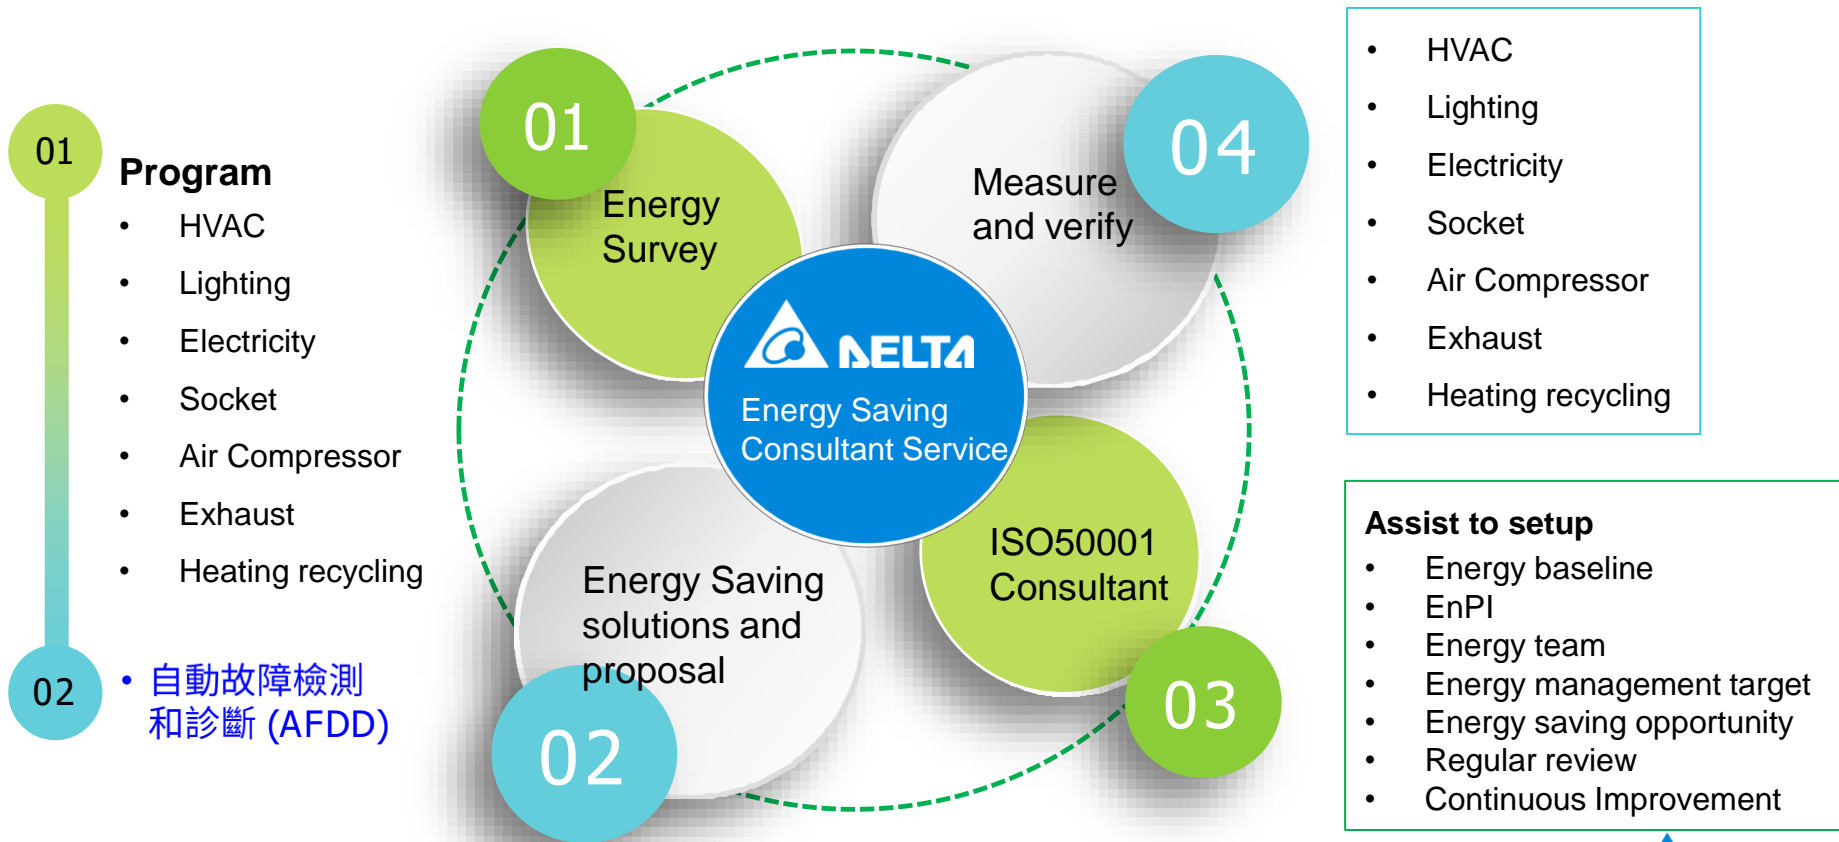 01
Program
• HVAC
• Lighting
• Electricity
• Socket
• Air Compressor
• Exhaust
• Heating recycling
02
• 自動故障檢測
和診斷 (AFDD)
01
Energy
Survey
02
Energy Saving
solutions and
proposal
DELTA
Energy Saving
Consultant Service
03
ISO50001
Consultant
04
Measure
and verify
• HVAC
• Lighting
• Electricity
• Socket
• Air Compressor
• Exhaust
• Heating recycling
Assist to setup
• Energy baseline
• EnPI
• Energy team
• Energy management target
• Energy saving opportunity
• Regular review
• Continuous Improvement